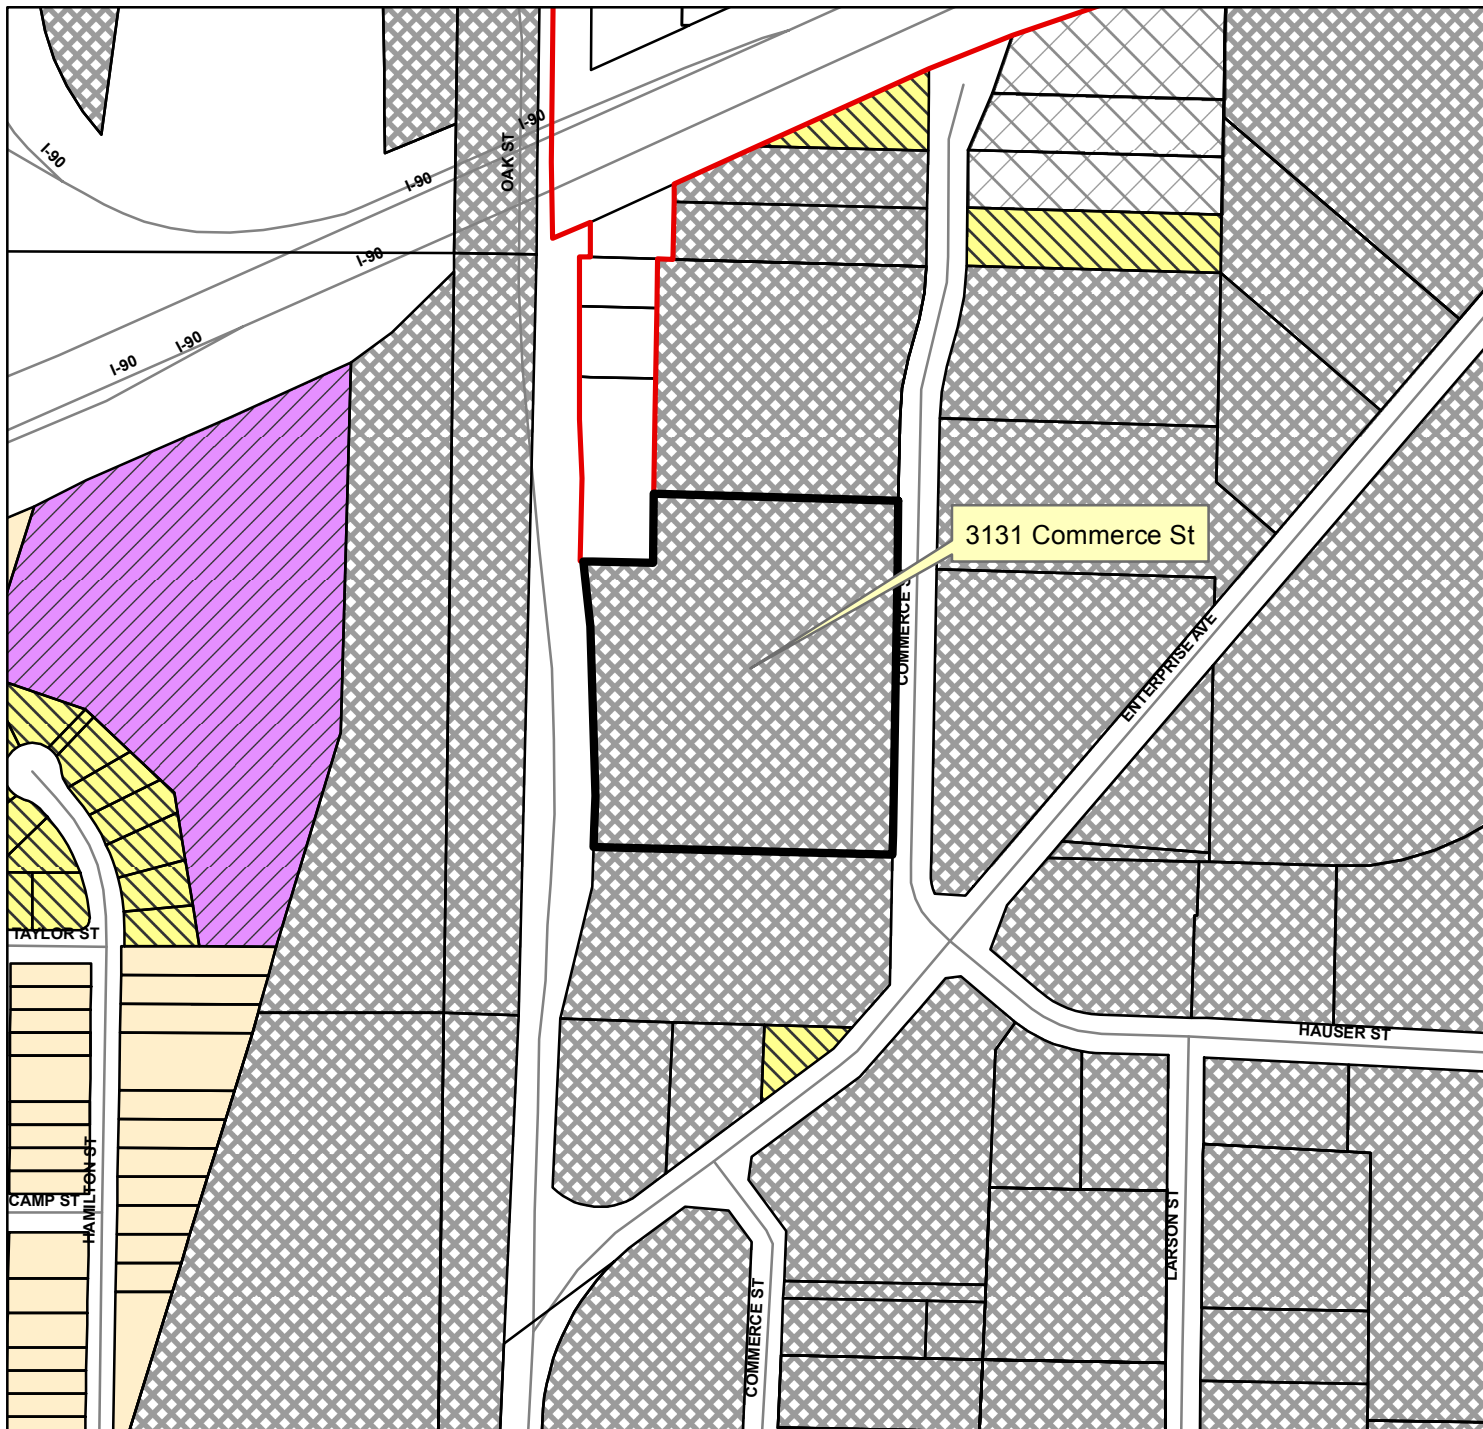 I-90
I-90
OAK ST
I-90
I-90
I-90
I-90
3131 Commerce St
COMMERCE S
ENTERPRISE AVE
TAYLOR ST
HAUSER ST
HAMILTON ST
CAMP ST
LARSON ST
COMMERCE ST